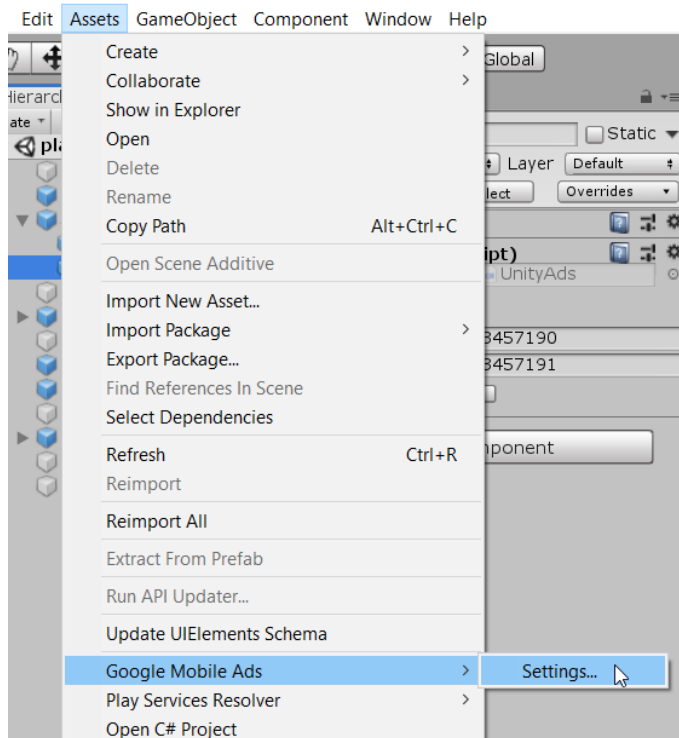 Edit Assets GameObject Component Window Help
Create
Collaborate
Show in Explorer
Open
Delete
Rename
Copy Path Alt+Ctrl+C
Open Scene Additive
Import New Asset...
Import Package
Export Package...
Find References In Scene
Select Dependencies
Refresh Ctrl+R
Reimport
Reimport All
Extract From Prefab
Run API Updater...
Update UIElements Schema
Google Mobile Ads
Play Services Resolver
Open C# Project
Settings...
Global
Static
Layer Default
Overrides
UnityAds
3457190
3457191